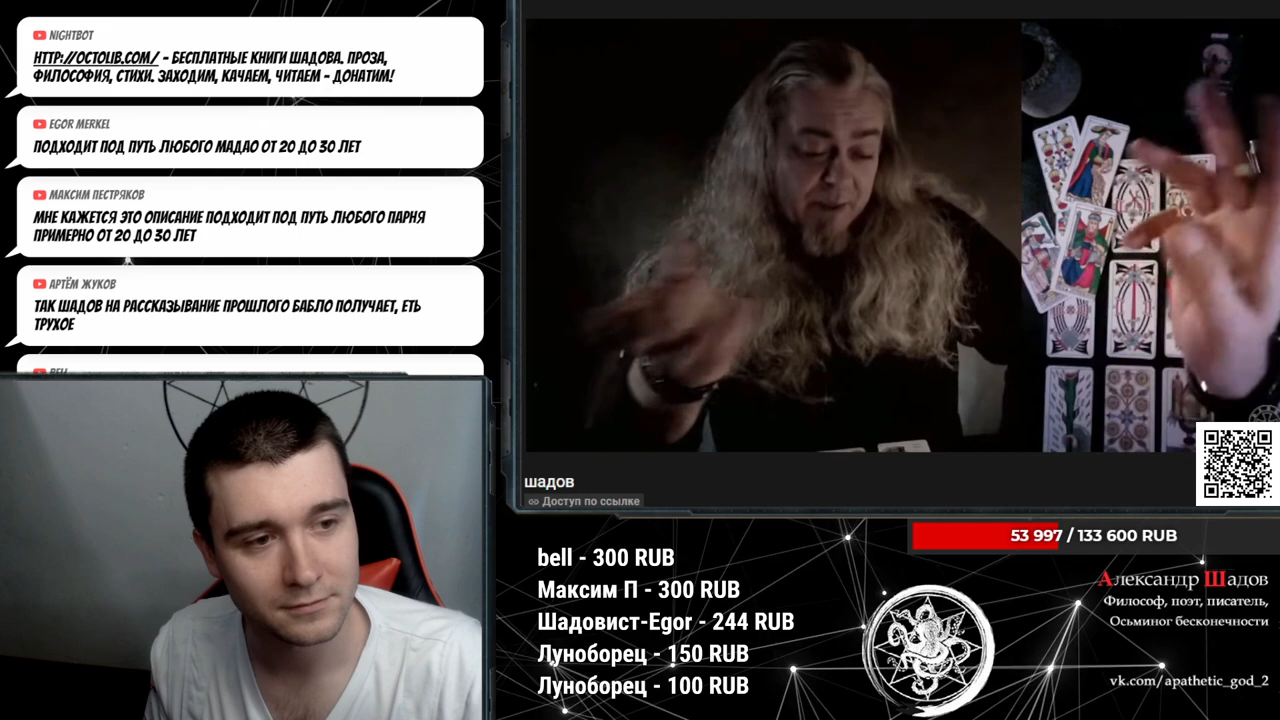 NIGHTBOT
HTTP://OCTOLIB.COM/ - БЕСПЛАТНЫЕ КНИГИ ШАДОВА. ПРОЗА,
ФИЛОСОФИЯ, СТИХИ. ЗАХОДИМ, КАЧАЕМ, ЧИТАЕМ - ДОНАТИМ!
EGOR MERKEL
ПОДХОДИТ ПОД ПУТЬ ЛЮБОГО МАДАО ОТ 20 ДО 30 ЛЕТ
МАКСИМ ПЕСТРЯКОВ
МНЕ КАЖЕТСЯ ЭТО ОПИСАНИЕ ПОДХОДИТ ПОД ПУТЬ ЛЮБОГО ПАРНЯ
ПРИМЕРНО ОТ 20 ДО 30 ЛЕТ
АРТЁМ ЖУКОВ
ТАК ШАДОВ НА РАССКАЗЫВАНИЕ ПРОШЛОГО БАБЛО ПОЛУЧАЕТ, ЕТЬ
ТРУХОЕ
шадов
Доступ по ссылке
53 997 / 133 600 RUB
bell - 300 RUB
Максим П - 300 RUB
Шадовист-Egor - 244 RUB
Луноборец - 150 RUB
Луноборец - 100 RUB
Александр Шадов
Философ, поэт, писатель,
Осьминог бесконечности
vk.com/apathetic_god_2